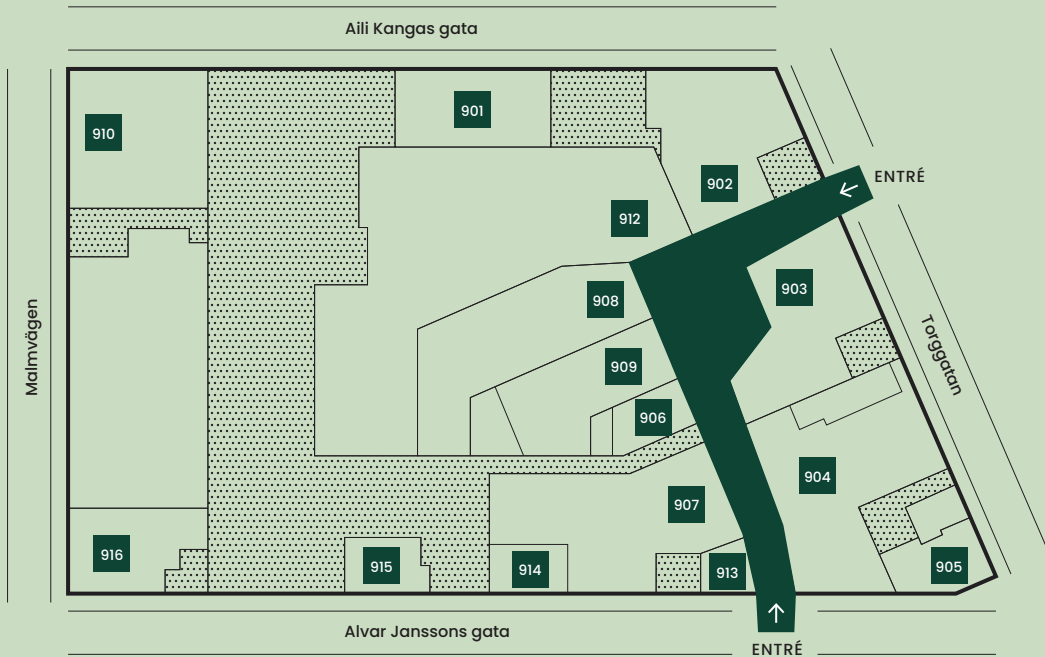 Aili Kangas gata
901
910
902
ENTRÉ
912
903
908
Malmvägen
Torggatan
909
906
904
907
916
915
914
913
905
Alvar Janssons gata
ENTRÉ